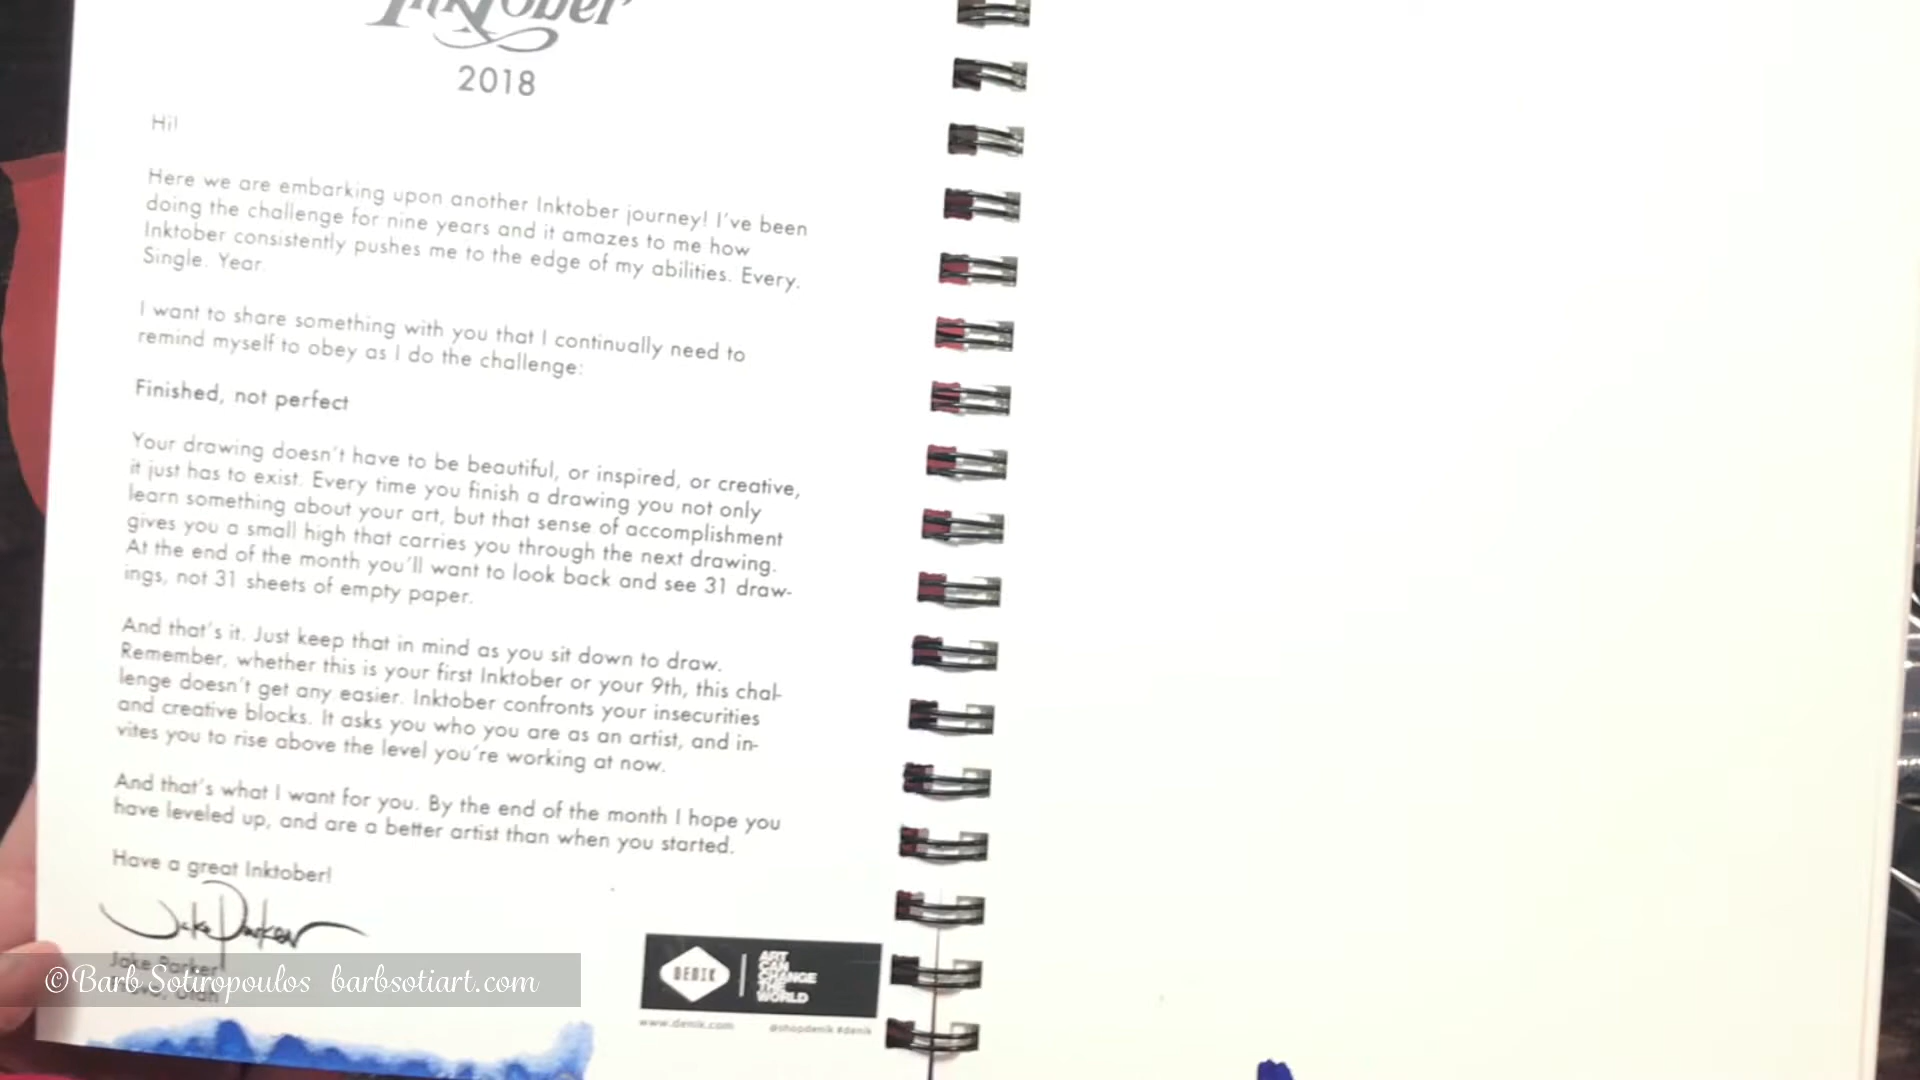 Inktober
2018
Hi!
Here we are embarking upon another Inktober journey! I've been
doing the challenge for nine years and it amazes to me how
Inktober consistently pushes me to the edge of my abilities. Every.
Single. Year.
I want to share something with you that I continually need to
remind myself to obey as I do the challenge:
Finished, not perfect
Your drawing doesn't have to be beautiful, or inspired, or creative,
it just has to exist. Every time you finish a drawing you not only
learn something about your art, but that sense of accomplishment
gives you a small high that carries you through the next drawing.
At the end of the month you'll want to look back and see 31 draw-
ings, not 31 sheets of empty paper.
And that's it. Just keep that in mind as you sit down to draw.
Remember, whether this is your first Inktober or your 9th, this chal-
lenge doesn't get any easier. Inktober confronts your insecurities
and creative blocks. It asks you who you are as an artist, and in-
vites you to rise above the level you're working at now.
And that's what I want for you. By the end of the month I hope you
have leveled up, and are a better artist than when you started.
Have a great Inktober!
Jake Parker
Jake Parker
Utah
©Barb Sotiropoulos barbsotiart.com
DENIK
ART
CAN
CHANGE
THE
WORLD
www.denik.com @shopdenik #denik